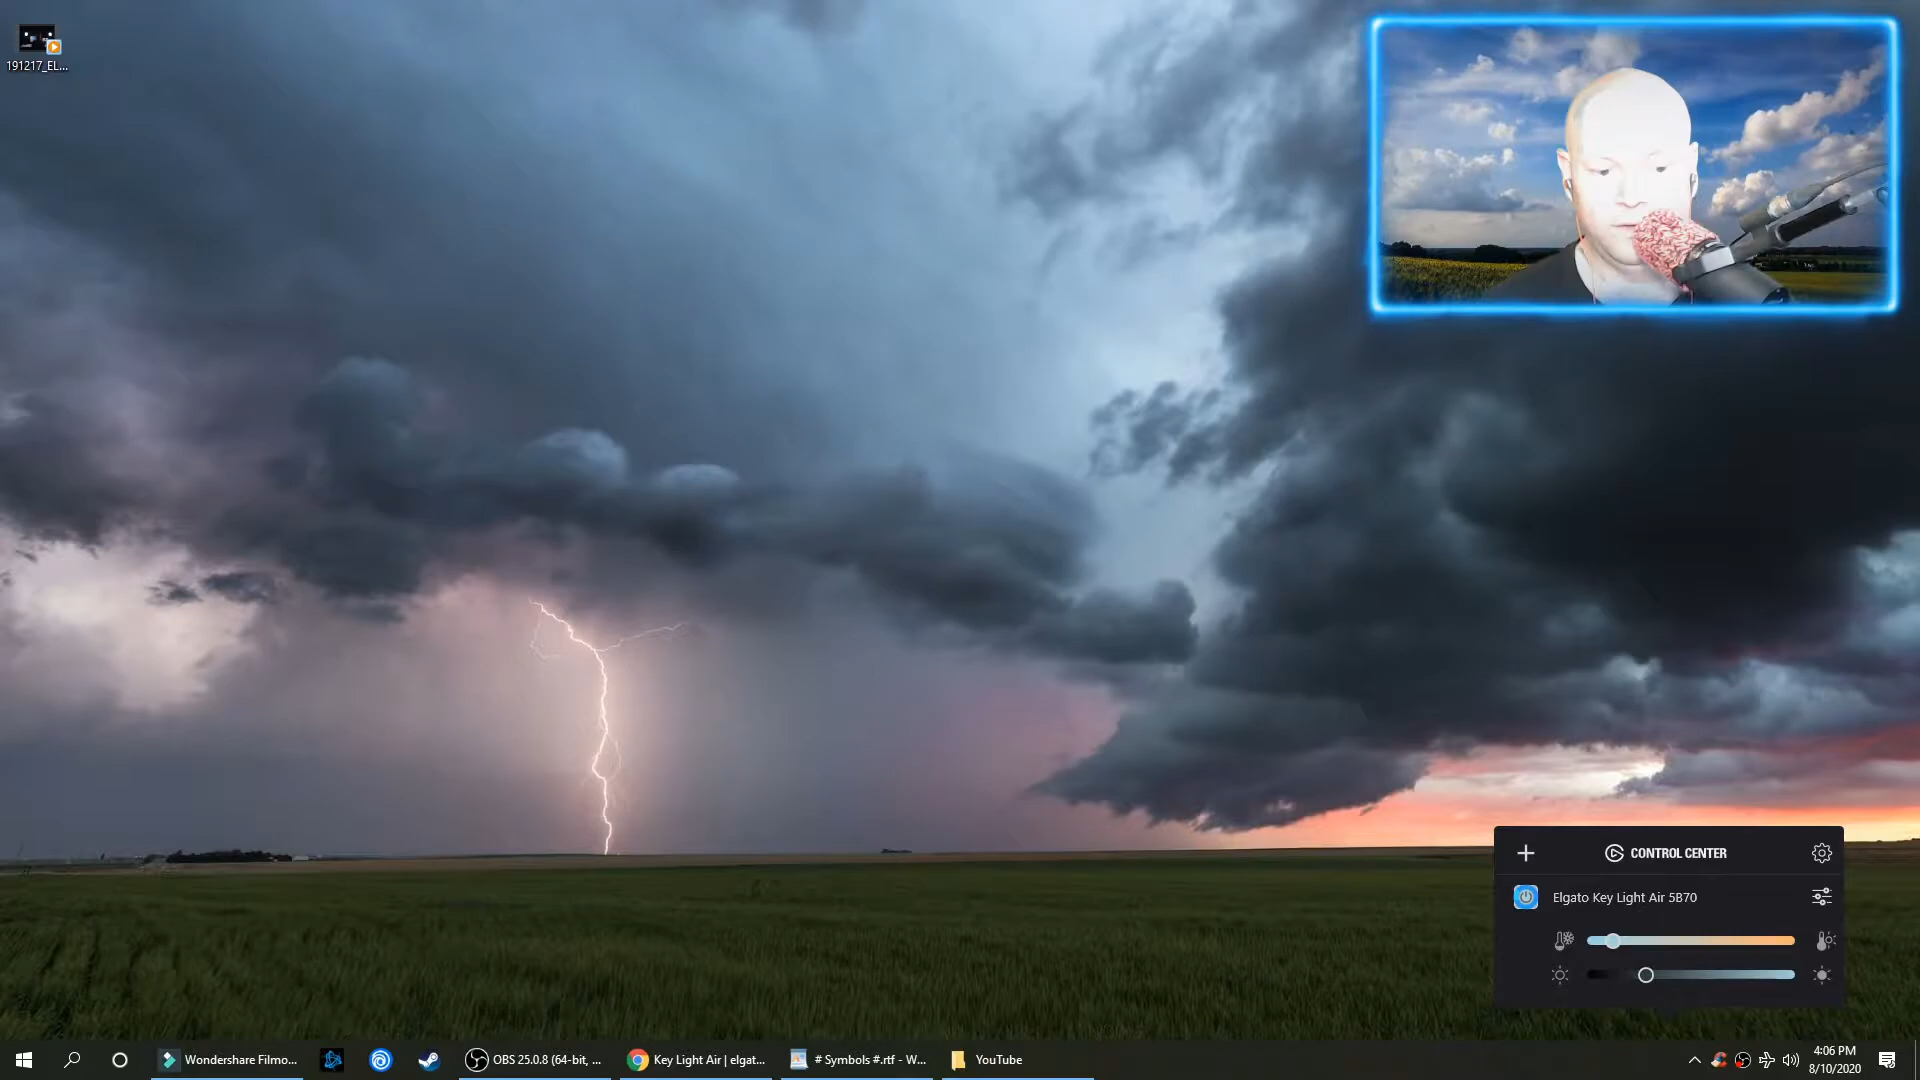 191217_EL...
CONTROL CENTER
Elgato Key Light Air 5B70
Wondershare Filmo...
OBS 25.0.8 (64-bit, ...
Key Light Air | elgat...
# Symbols #.rtf - W...
YouTube
4:06 PM
8/10/2020